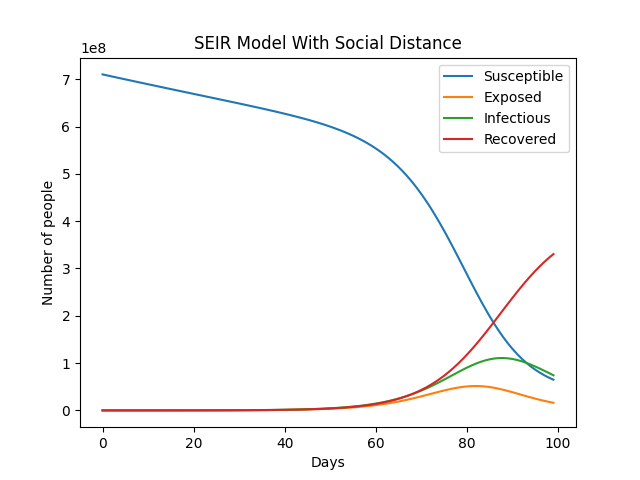 SEIR Model With Social Distance
1e8
7
6
5
4
3
2
1
0
Number of people
Susceptible
Exposed
Infectious
Recovered
0 20 40 60 80 100
Days